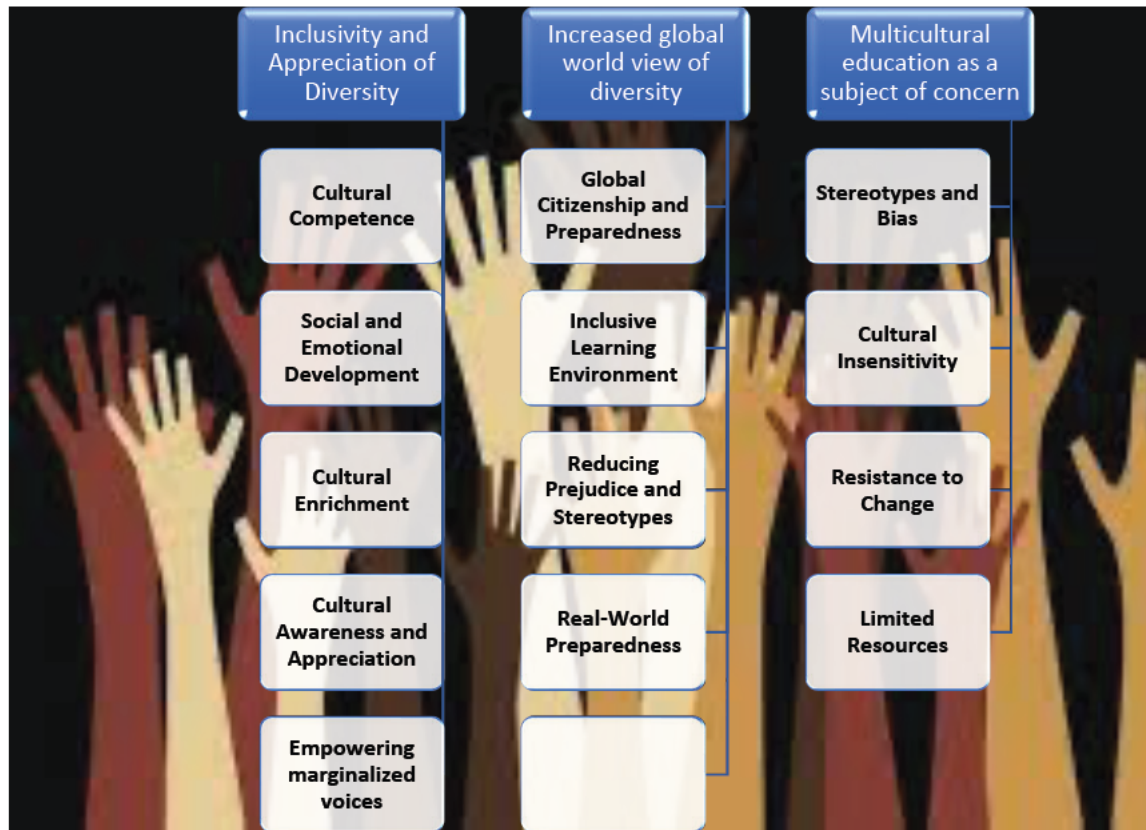 Inclusivity and
Appreciation of
Diversity
Cultural
Competence
Social and
Emotional
Development
Cultural
Enrichment
Cultural
Awareness and
Appreciation
Empowering
marginalized
voices
Increased global
world view of
diversity
Global
Citizenship and
Preparedness
Inclusive
Learning
Environment
Reducing
Prejudice and
Stereotypes
Real-World
Preparedness
Multicultural
education as a
subject of concern
Stereotypes and
Bias
Cultural
Insensitivity
Resistance to
Change
Limited
Resources